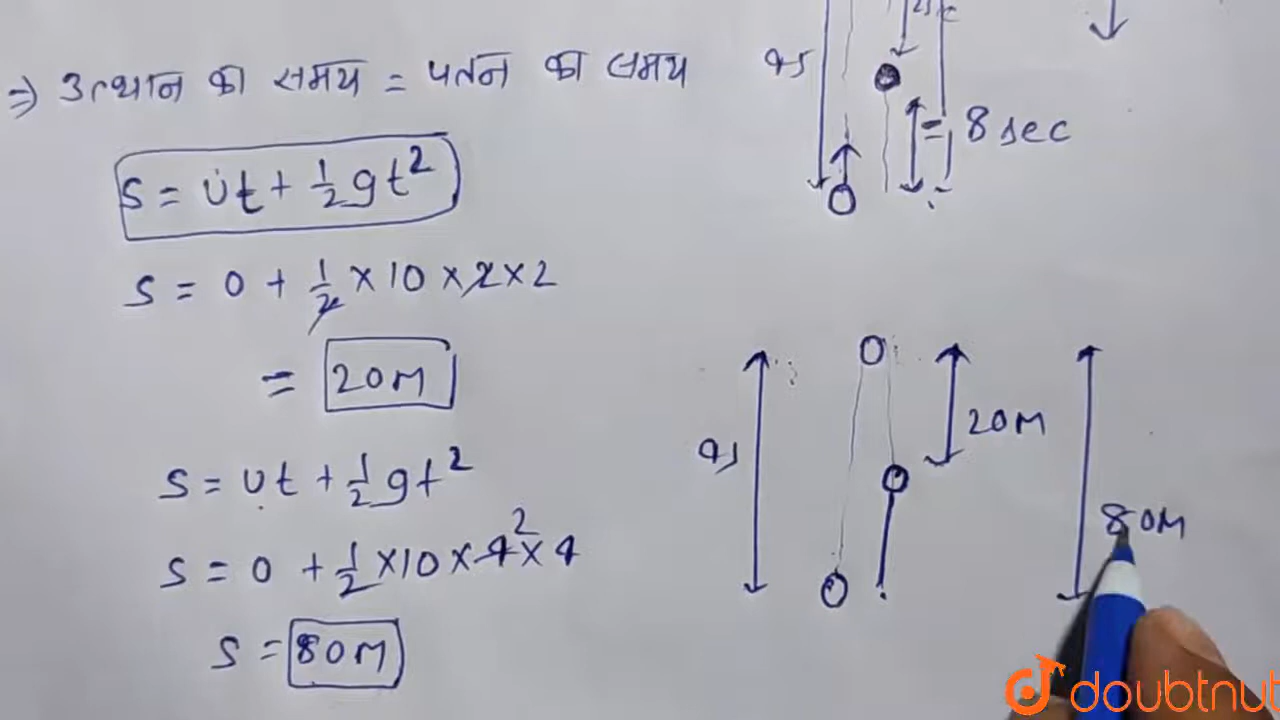 ⇒ उत्थान का समय = पतन का समय
S = Ut + 1/2 gt²
S = 0 + 1/2 × 10 × 2 × 2
= 20M
S = Ut + 1/2 gt²
S = 0 + 1/2 × 10 × 4² × 4
S = 80M
= 8 sec
20M
80M
doubtnut